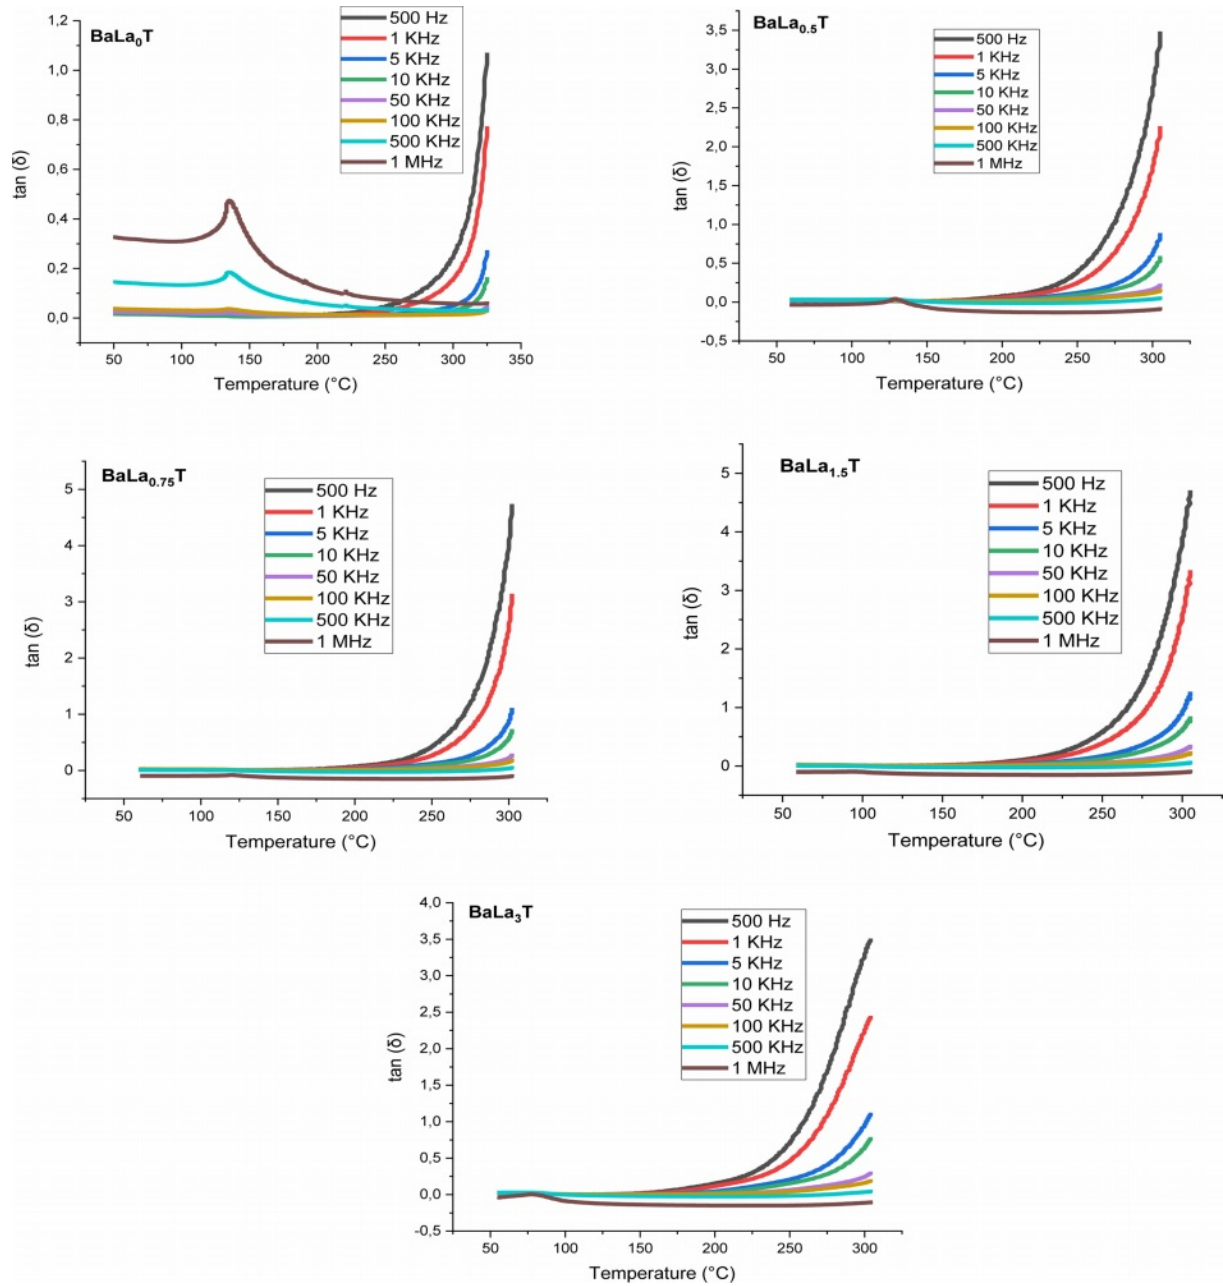 BaLa0T
500 Hz
1 KHz
5 KHz
10 KHz
50 KHz
100 KHz
500 KHz
1 MHz
1,2
1,0
0,8
0,6
0,4
0,2
0,0
tan (δ)
50 100 150 200 250 300 350
Temperature (°C)
BaLa0.5T
500 Hz
1 KHz
5 KHz
10 KHz
50 KHz
100 KHz
500 KHz
1 MHz
3,5
3,0
2,5
2,0
1,5
1,0
0,5
0,0
-0,5
tan (δ)
50 100 150 200 250 300
Temperature (°C)
BaLa0.75T
500 Hz
1 KHz
5 KHz
10 KHz
50 KHz
100 KHz
500 KHz
1 MHz
5
4
3
2
1
0
tan (δ)
50 100 150 200 250 300
Temperature (°C)
BaLa1.5T
500 Hz
1 KHz
5 KHz
10 KHz
50 KHz
100 KHz
500 KHz
1 MHz
5
4
3
2
1
0
tan (δ)
50 100 150 200 250 300
Temperature (°C)
BaLa3T
500 Hz
1 KHz
5 KHz
10 KHz
50 KHz
100 KHz
500 KHz
1 MHz
4,0
3,5
3,0
2,5
2,0
1,5
1,0
0,5
0,0
-0,5
tan (δ)
50 100 150 200 250 300
Temperature (°C)